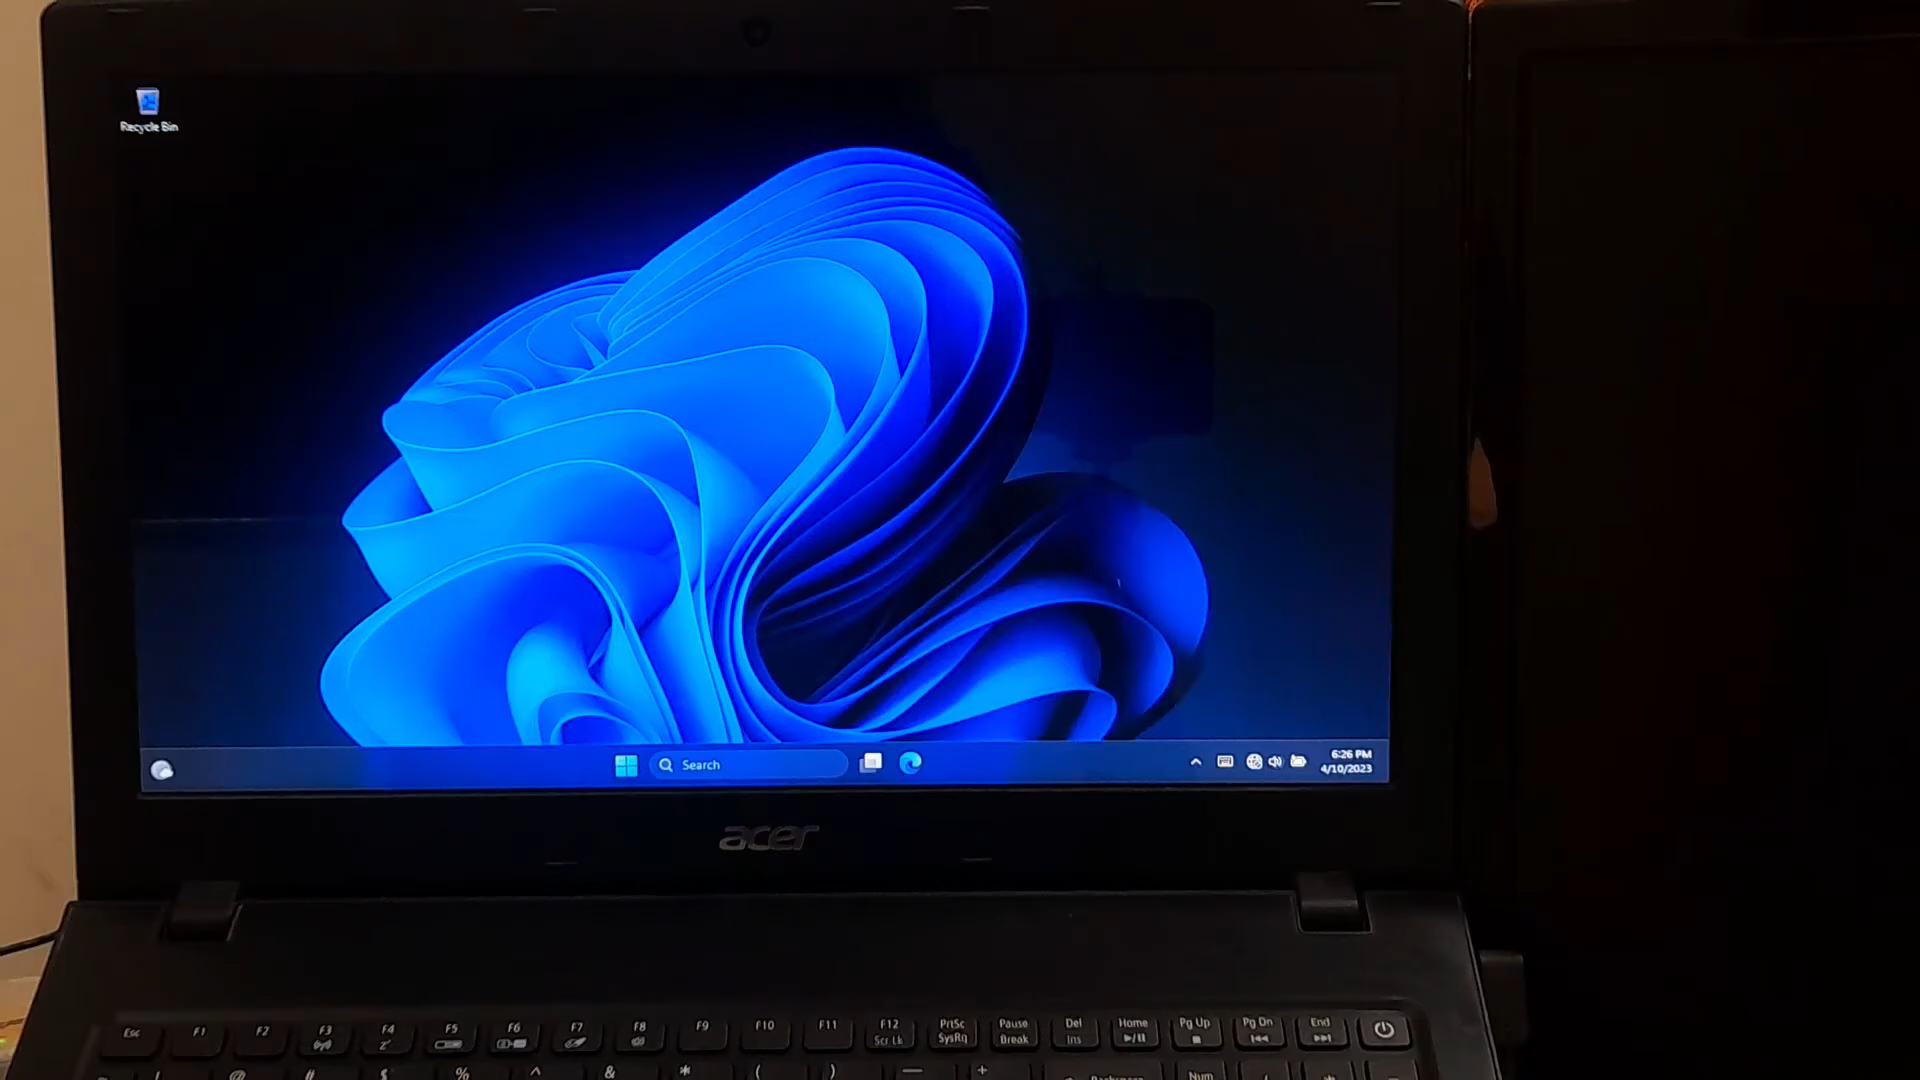 Recycle Bin
Search
6:26 PM
4/10/2023
acer
Esc F1 F2 F3 F4 F5 F6 F7 F8 F9 F10 F11 F12 PrtSc Pause Del Home Pg Up Pg Dn End
Scr Lk SysRq Break Ins
! @ # $ % ^ & * ( ) — +
Backspace Num